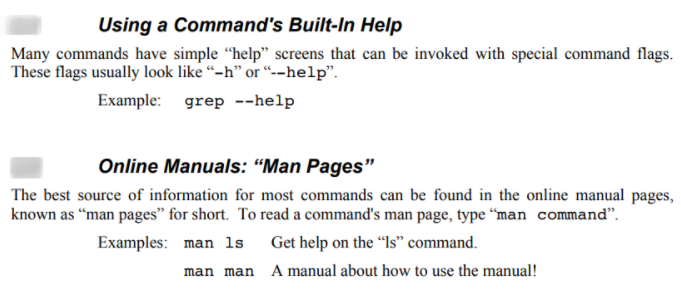 Using a Command's Built-In Help
Many commands have simple “help” screens that can be invoked with special command flags.
These flags usually look like “-h” or “--help”.
Example: grep --help
Online Manuals: “Man Pages”
The best source of information for most commands can be found in the online manual pages,
known as “man pages” for short. To read a command's man page, type “man command”.
Examples: man ls Get help on the “ls” command.
man man A manual about how to use the manual!